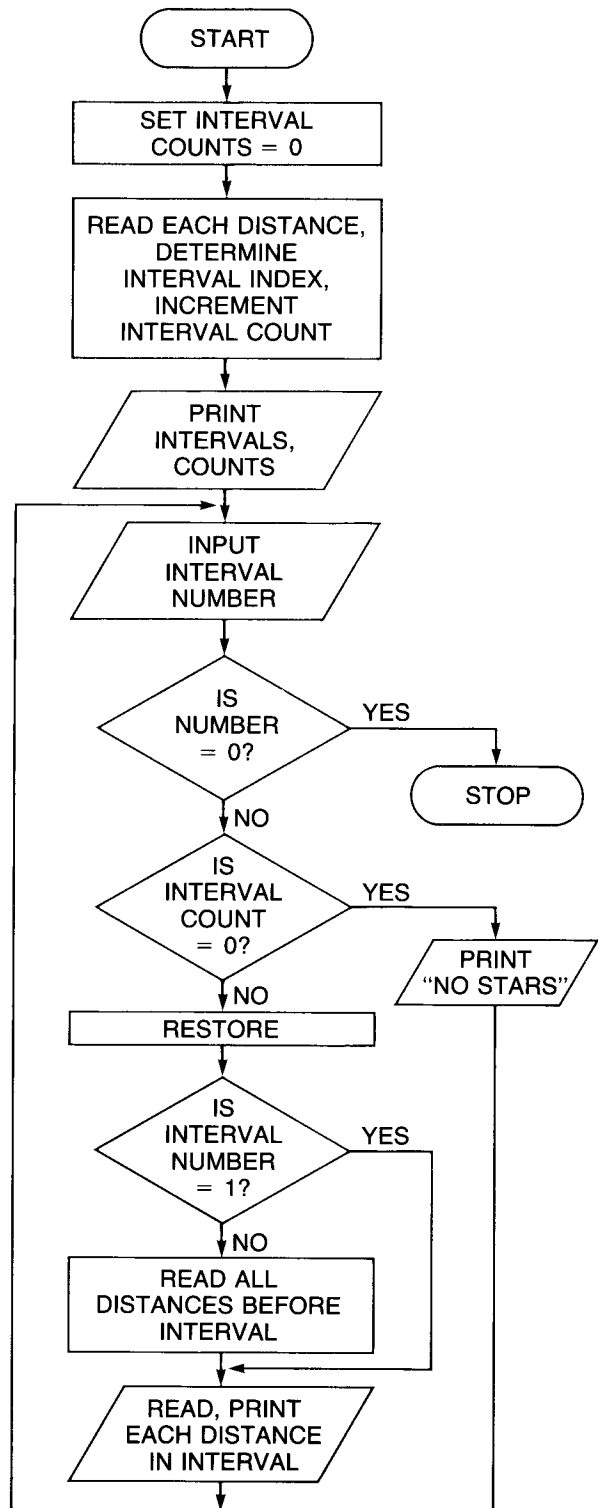 START
SET INTERVAL
COUNTS = 0
READ EACH DISTANCE,
DETERMINE
INTERVAL INDEX,
INCREMENT
INTERVAL COUNT
PRINT
INTERVALS,
COUNTS
INPUT
INTERVAL
NUMBER
IS
NUMBER
= 0?
YES
STOP
NO
IS
INTERVAL
COUNT
= 0?
YES
PRINT
"NO STARS"
NO
RESTORE
IS
INTERVAL
NUMBER
= 1?
YES
NO
READ ALL
DISTANCES BEFORE
INTERVAL
READ, PRINT
EACH DISTANCE
IN INTERVAL